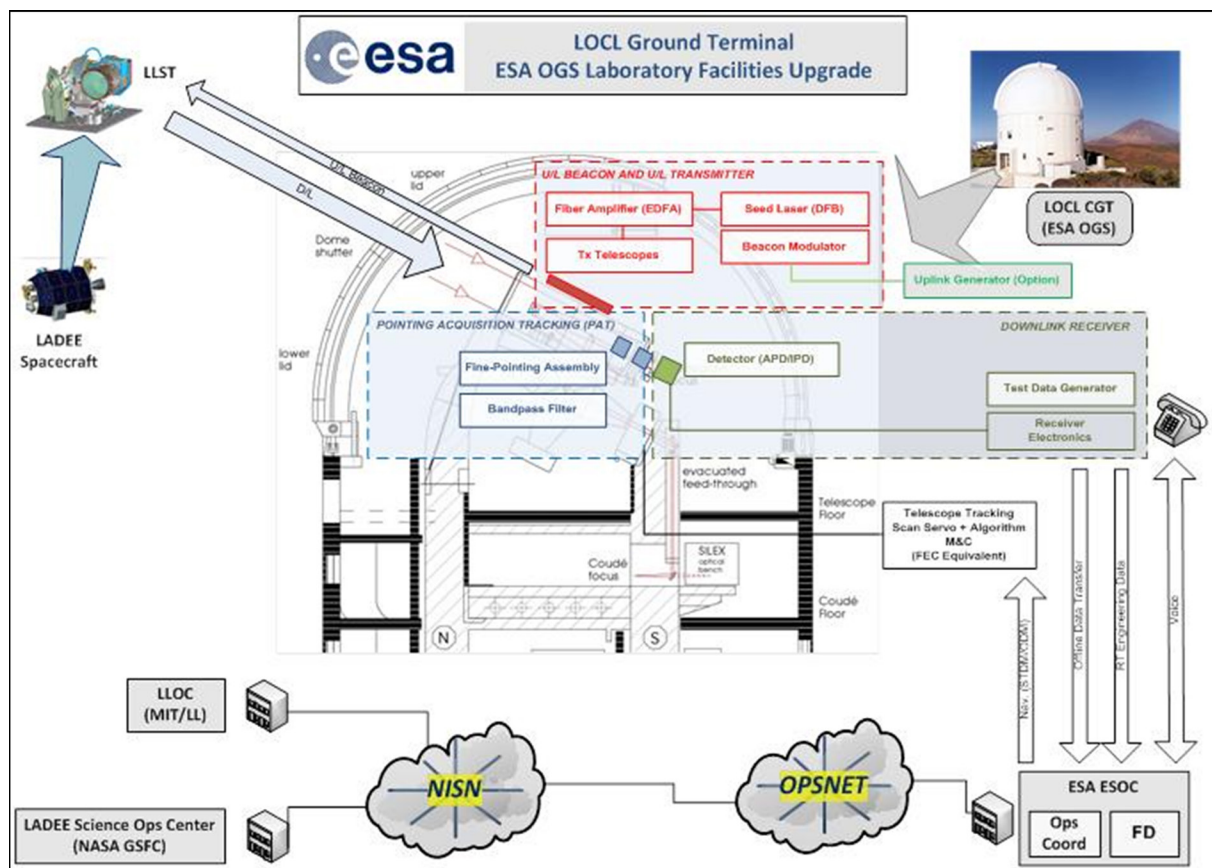 esa
LOCL Ground Terminal
ESA OGS Laboratory Facilities Upgrade
LLST
U/L Beacon
D/L
upper
lid
Dome
shutter
lower
lid
LADEE
Spacecraft
U/L BEACON AND U/L TRANSMITTER
Fiber Amplifier (EDFA)
Seed Laser (DFB)
Tx Telescopes
Beacon Modulator
LOCL CGT
(ESA OGS)
Uplink Generator (Option)
POINTING ACQUISITION TRACKING (PAT)
Fine-Pointing Assembly
Bandpass Filter
DOWNLINK RECEIVER
Detector (APD/IPD)
Test Data Generator
Receiver
Electronics
evacuated
feed-through
Telescope
Floor
Telescope Tracking
Scan Servo + Algorithm
M&C
(FEC Equivalent)
SILEX
optical
bench
Coudé
focus
Coudé
Floor
N
S
Nav. (STDM/ODM)
Offline Data Transfer
RT Engineering Data
Voice
LLOC
(MIT/LL)
NISN
OPSNET
LADEE Science Ops Center
(NASA GSFC)
ESA ESOC
Ops
Coord
FD